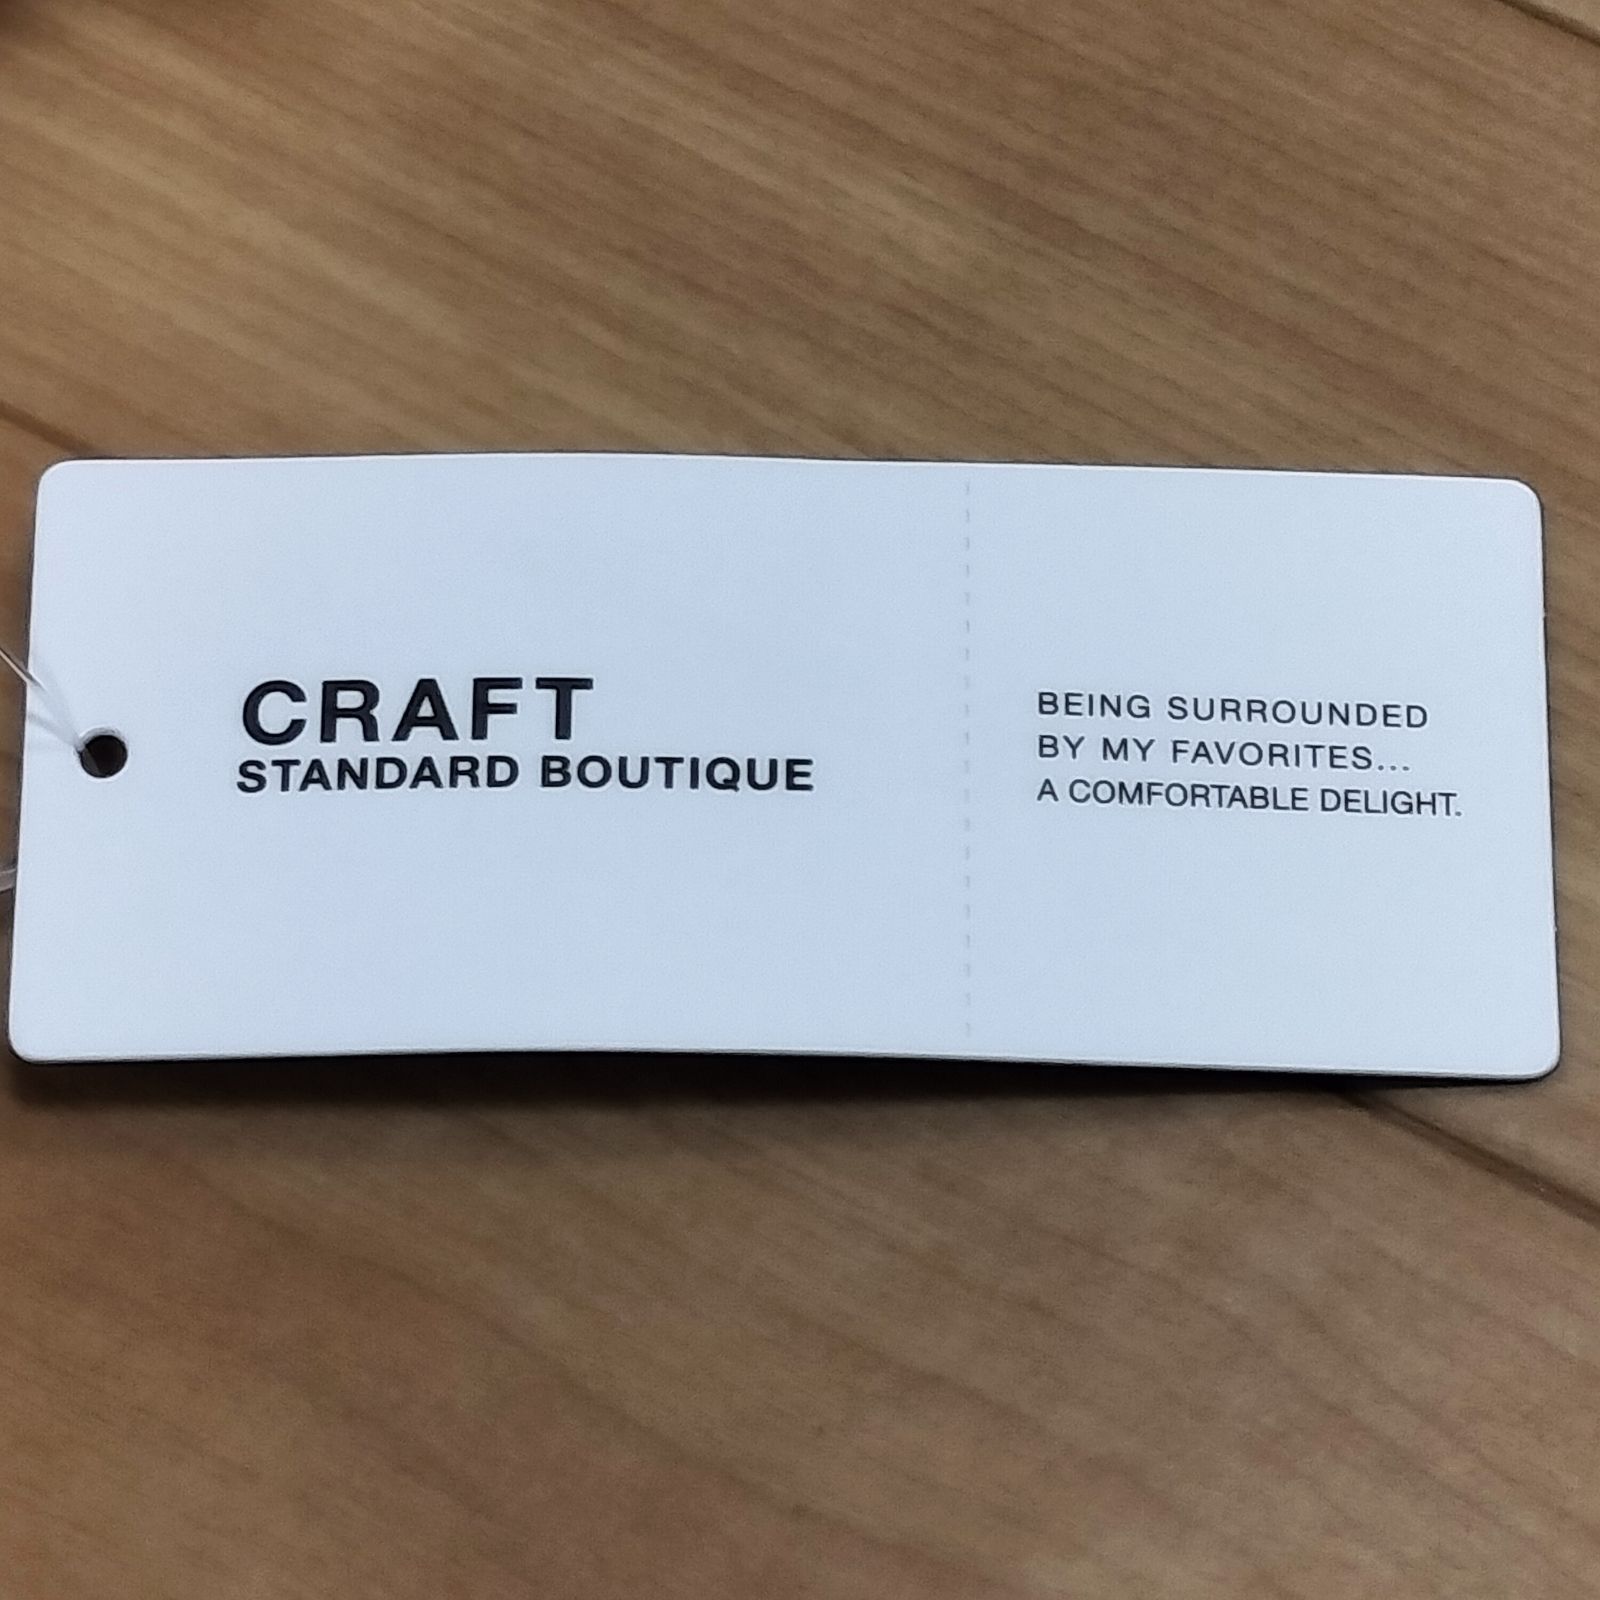 CRAFT
STANDARD BOUTIQUE
BEING SURROUNDED
BY MY FAVORITES...
A COMFORTABLE DELIGHT.